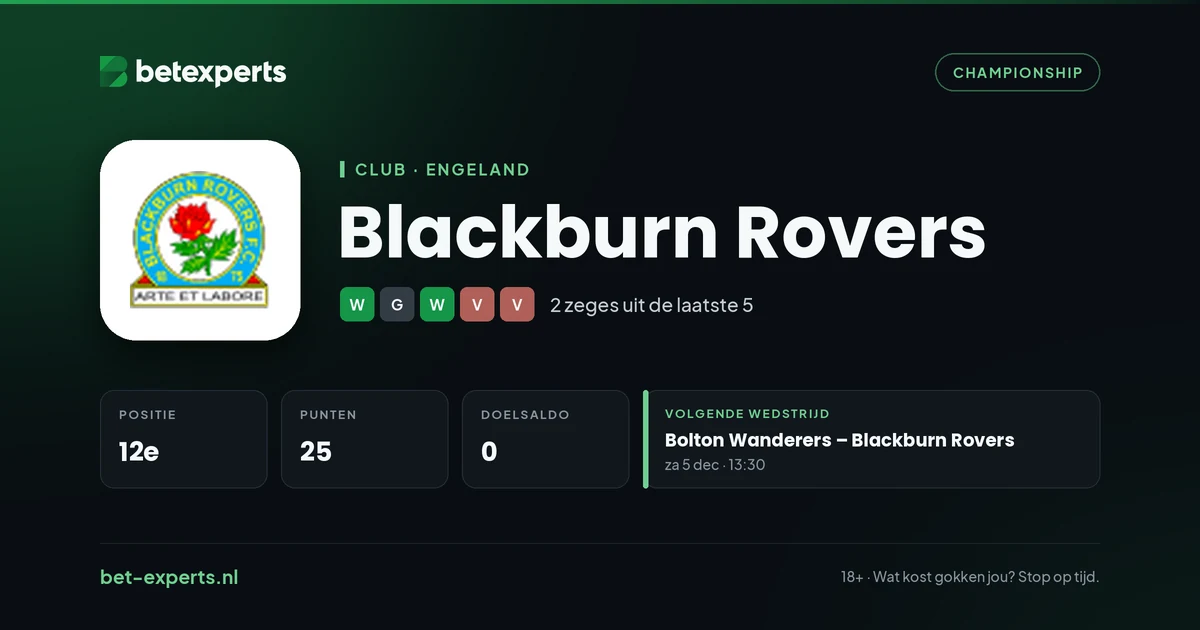 betexperts
CHAMPIONSHIP
BLACKBURN ROVERS F.C.
18 75
ARTE ET LABORE
CLUB · ENGELAND
Blackburn Rovers
W G W V V 2 zeges uit de laatste 5
POSITIE
12e
PUNTEN
25
DOELSALDO
0
VOLGENDE WEDSTRIJD
Bolton Wanderers – Blackburn Rovers
za 5 dec · 13:30
bet-experts.nl
18+ · Wat kost gokken jou? Stop op tijd.